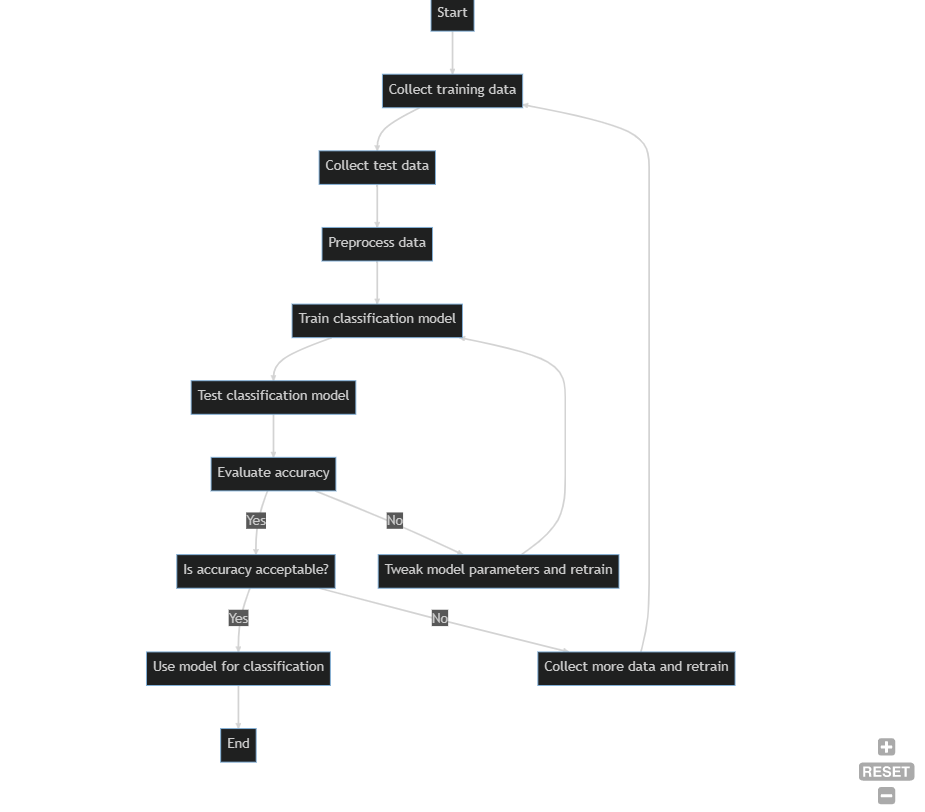 Start
Collect training data
Collect test data
Preprocess data
Train classification model
Test classification model
Evaluate accuracy
Yes
No
Is accuracy acceptable?
Tweak model parameters and retrain
Yes
No
Use model for classification
Collect more data and retrain
End
RESET